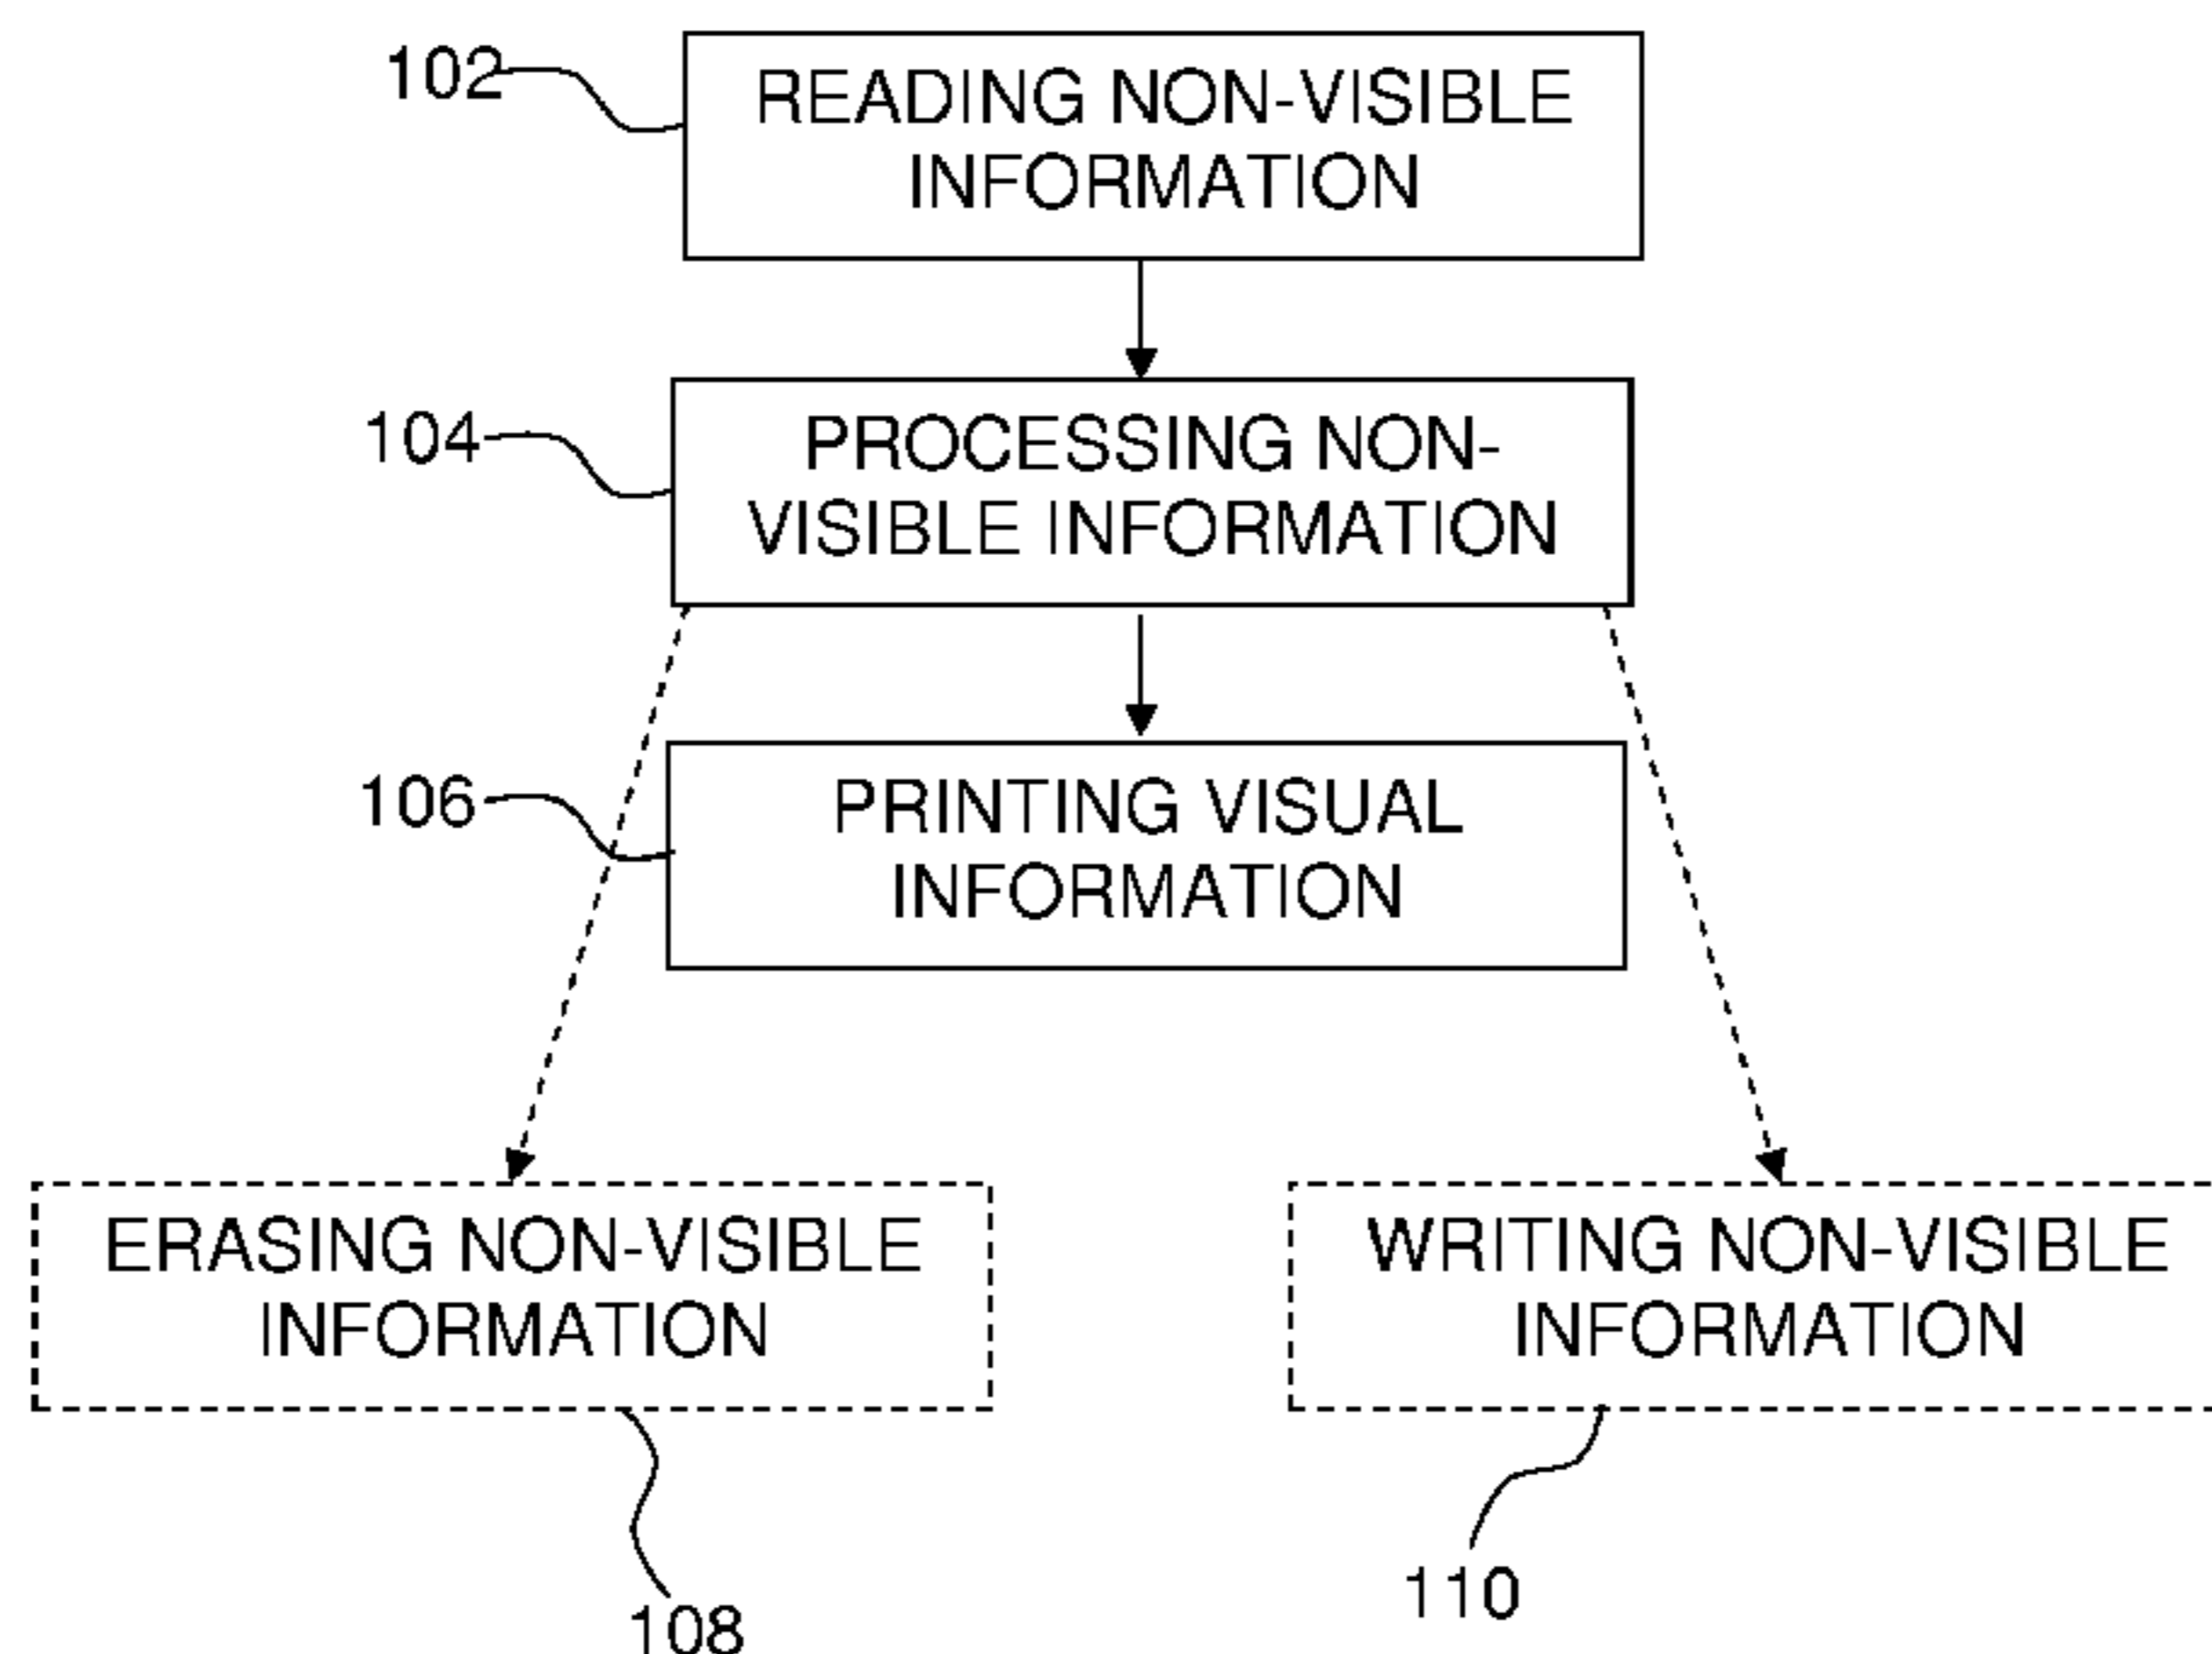 102
READING NON-VISIBLE
INFORMATION
104
PROCESSING NON-
VISIBLE INFORMATION
106
PRINTING VISUAL
INFORMATION
ERASING NON-VISIBLE
INFORMATION
108
WRITING NON-VISIBLE
INFORMATION
110